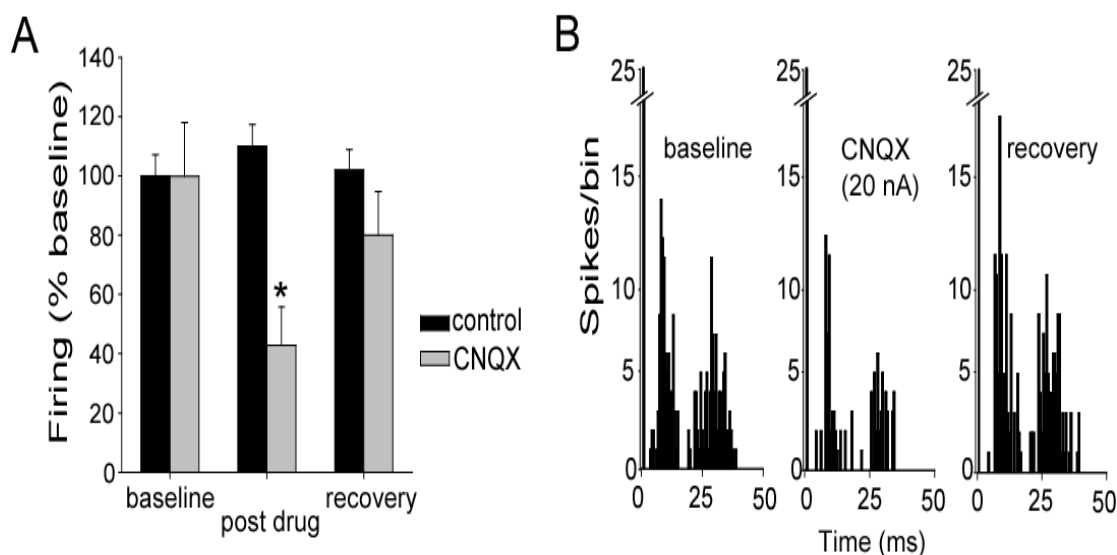 A
Firing (% baseline)
140
120
100
80
60
40
20
0
*
baseline
post drug
recovery
control
CNQX
B
Spikes/bin
25
15
10
5
0
baseline
0 25 50
25
15
10
5
0
CNQX
(20 nA)
0 25 50
25
15
10
5
0
recovery
0 25 50
Time (ms)